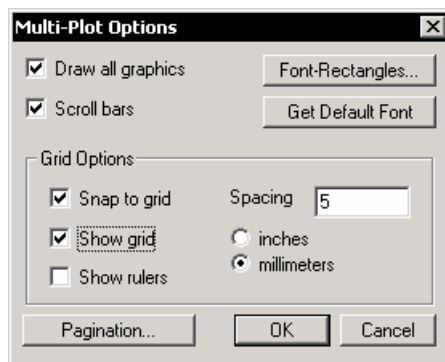 Multi-Plot Options
Draw all graphics
Font-Rectangles...
Scroll bars
Get Default Font
Grid Options
Snap to grid
Spacing
5
Show grid
inches
millimeters
Show rulers
Pagination...
OK
Cancel